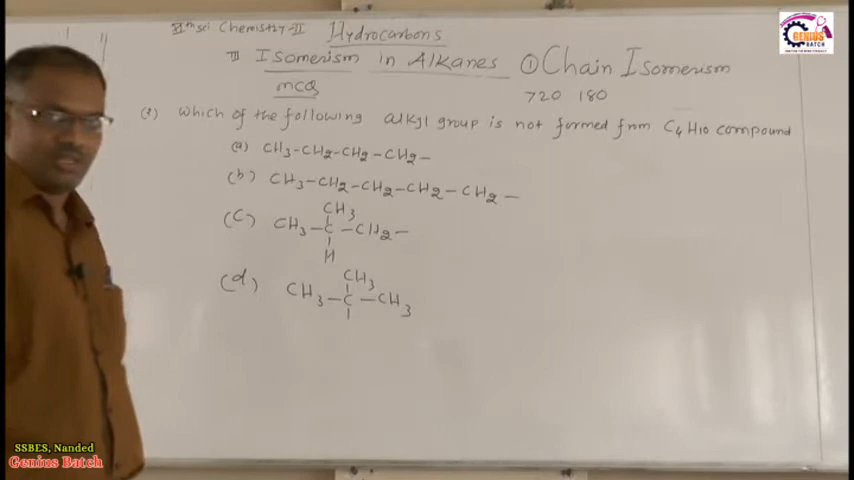 XIth sci Chemistry-II Hydrocarbons
III Isomerism in Alkanes ① Chain Isomerism
MCQ 720 180
(2) Which of the following alkyl group is not formed from C4H10 compound
(a) CH3-CH2-CH2-CH2-
(b) CH3-CH2-CH2-CH2-CH2-
CH3
(C) CH3-C-CH2-
H
CH3
(d) CH3-C-CH3
GENIUS
BATCH
SSBES, Nanded
Genius Batch